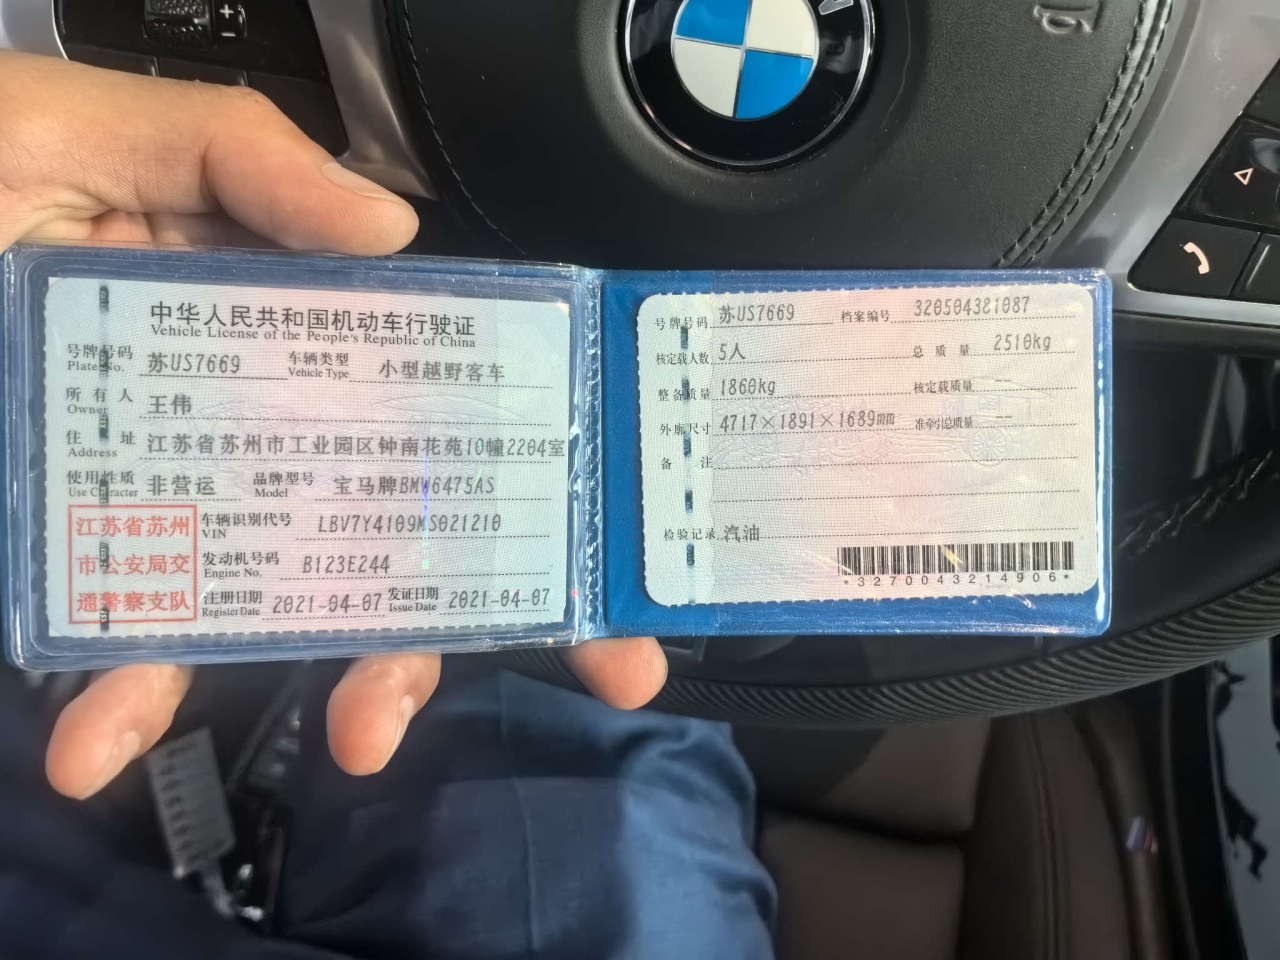 中华人民共和国机动车行驶证
Vehicle License of the People's Republic of China
号牌号码 Plate No. 苏US7669 车辆类型 Vehicle Type 小型越野客车
所有人 Owner 王伟
住址 Address 江苏省苏州市工业园区钟南花苑10幢2204室
使用性质 Use Character 非营运 品牌型号 Model 宝马牌BMW6475AS
江苏省苏州
市公安局交
通警察支队
车辆识别代号 VIN LBV7Y4109MS021210
发动机号码 Engine No. B123E244
注册日期 Register Date 2021-04-07 发证日期 Issue Date 2021-04-07
号牌号码 苏US7669 档案编号 320504381087
核定载人数 5人 总质量 2510kg
整备质量 1860kg 核定载质量 --
外廓尺寸 4717×1891×1689mm 准牵引总质量 --
备注
检验记录 汽油
*3270043214906*